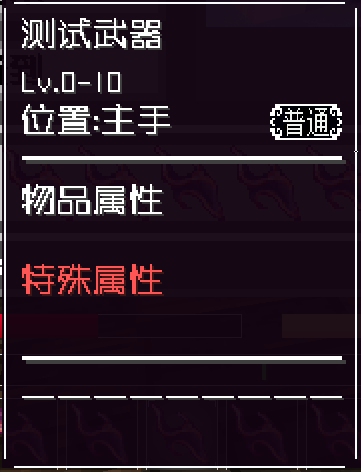 测试武器
Lv.0-10
位置:主手
普通
物品属性
特殊属性